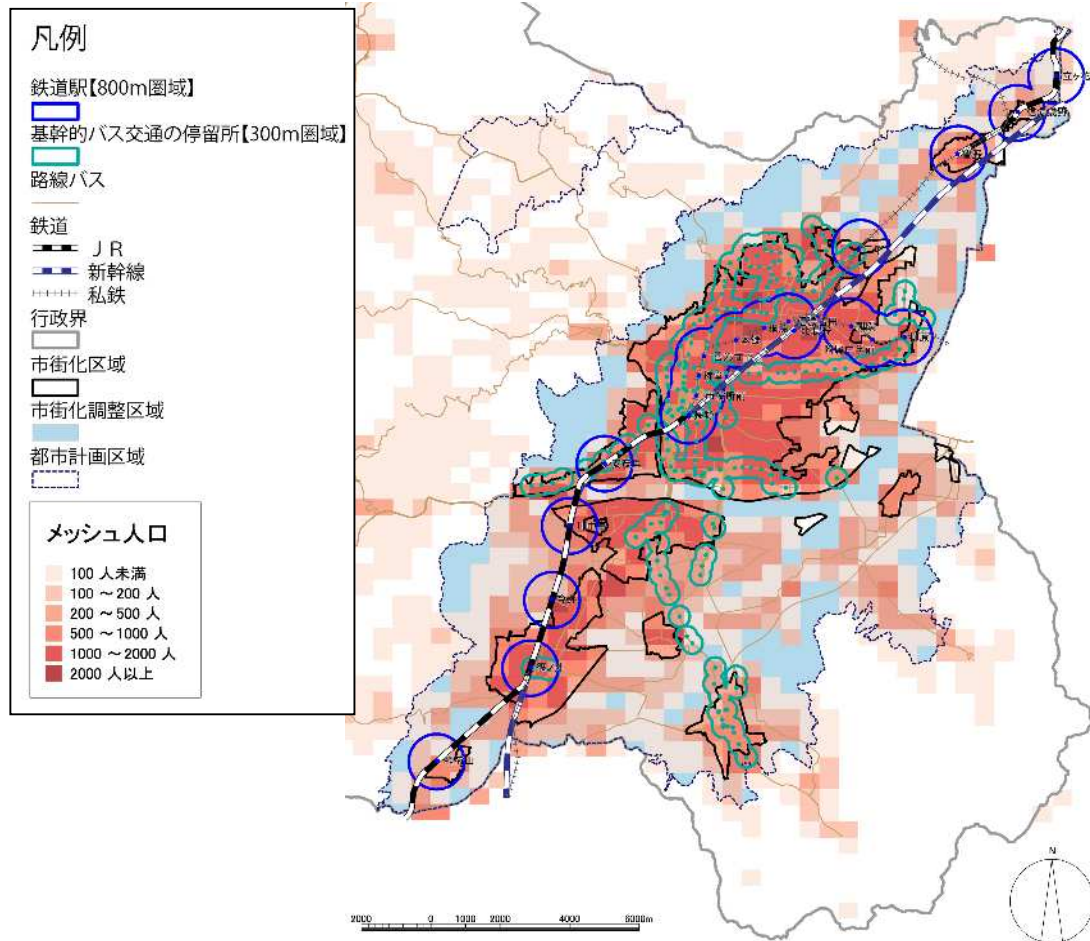 凡例
鉄道駅【800m圏域】
基幹的バス交通の停留所【300m圏域】
路線バス
鉄道
JR
新幹線
私鉄
行政界
市街化区域
市街化調整区域
都市計画区域
メッシュ人口
100 人未満
100 ～200 人
200 ～500 人
500 ～1000 人
1000 ～2000 人
2000 人以上
N
2000 0 1000 2000 4000 6000m